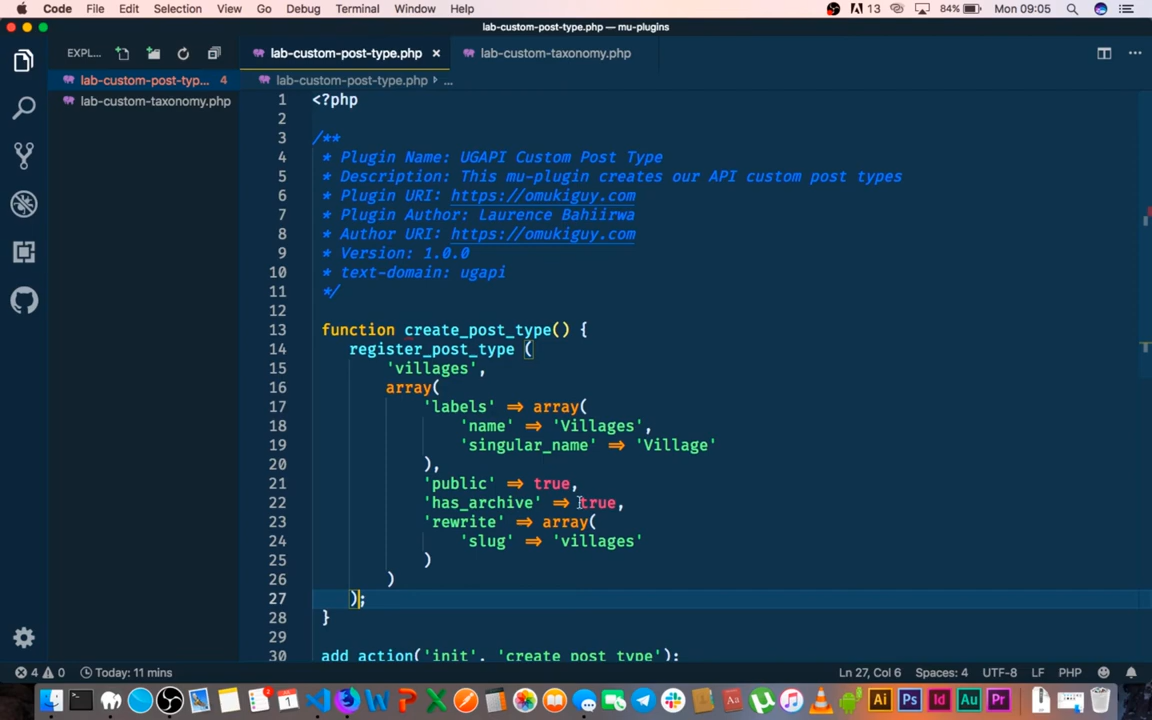 Code File Edit Selection View Go Debug Terminal Window Help 13 84% Mon 09:05
lab-custom-post-type.php — mu-plugins
EXPL... lab-custom-post-type.php × lab-custom-taxonomy.php
lab-custom-post-typ... 4 lab-custom-post-type.php ...
lab-custom-taxonomy.php
1 <?php
2
3 /**
4 * Plugin Name: UGAPI Custom Post Type
5 * Description: This mu-plugin creates our API custom post types
6 * Plugin URI: https://omukiguy.com
7 * Plugin Author: Laurence Bahiirwa
8 * Author URI: https://omukiguy.com
9 * Version: 1.0.0
10 * text-domain: ugapi
11 */
12
13 function create_post_type() {
14 register_post_type (
15 'villages',
16 array(
17 'labels' => array(
18 'name' => 'Villages',
19 'singular_name' => 'Village'
20 ),
21 'public' => true,
22 'has_archive' => true,
23 'rewrite' => array(
24 'slug' => 'villages'
25 )
26 )
27 );
28 }
29
30 add_action('init', 'create_post_type');
4 0 Today: 11 mins Ln 27, Col 6 Spaces: 4 UTF-8 LF PHP